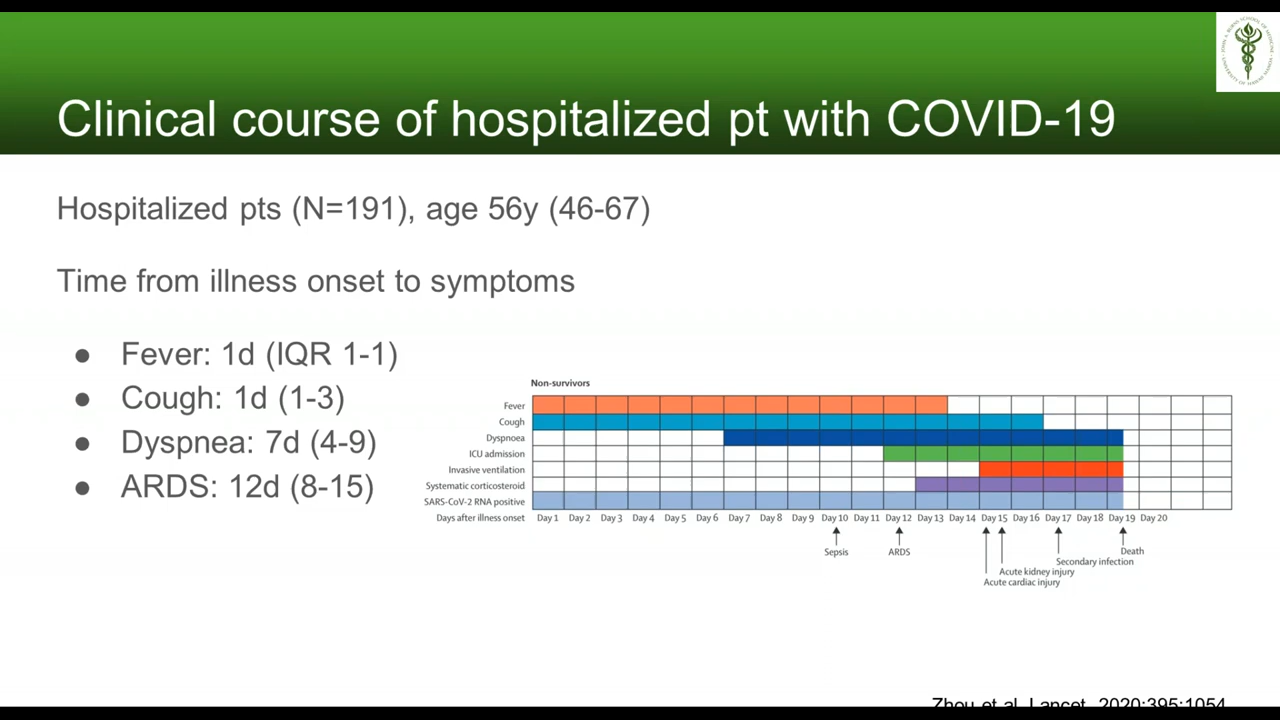 Clinical course of hospitalized pt with COVID-19
Hospitalized pts (N=191), age 56y (46-67)
Time from illness onset to symptoms
● Fever: 1d (IQR 1-1)
● Cough: 1d (1-3)
● Dyspnea: 7d (4-9)
● ARDS: 12d (8-15)
Non-survivors
Fever
Cough
Dyspnoea
ICU admission
Invasive ventilation
Systematic corticosteroid
SARS-CoV-2 RNA positive
Days after illness onset Day 1 Day 2 Day 3 Day 4 Day 5 Day 6 Day 7 Day 8 Day 9 Day 10 Day 11 Day 12 Day 13 Day 14 Day 15 Day 16 Day 17 Day 18 Day 19 Day 20
Sepsis ARDS Death
Secondary infection
Acute kidney injury
Acute cardiac injury
Zhou et al. Lancet. 2020;395:1054